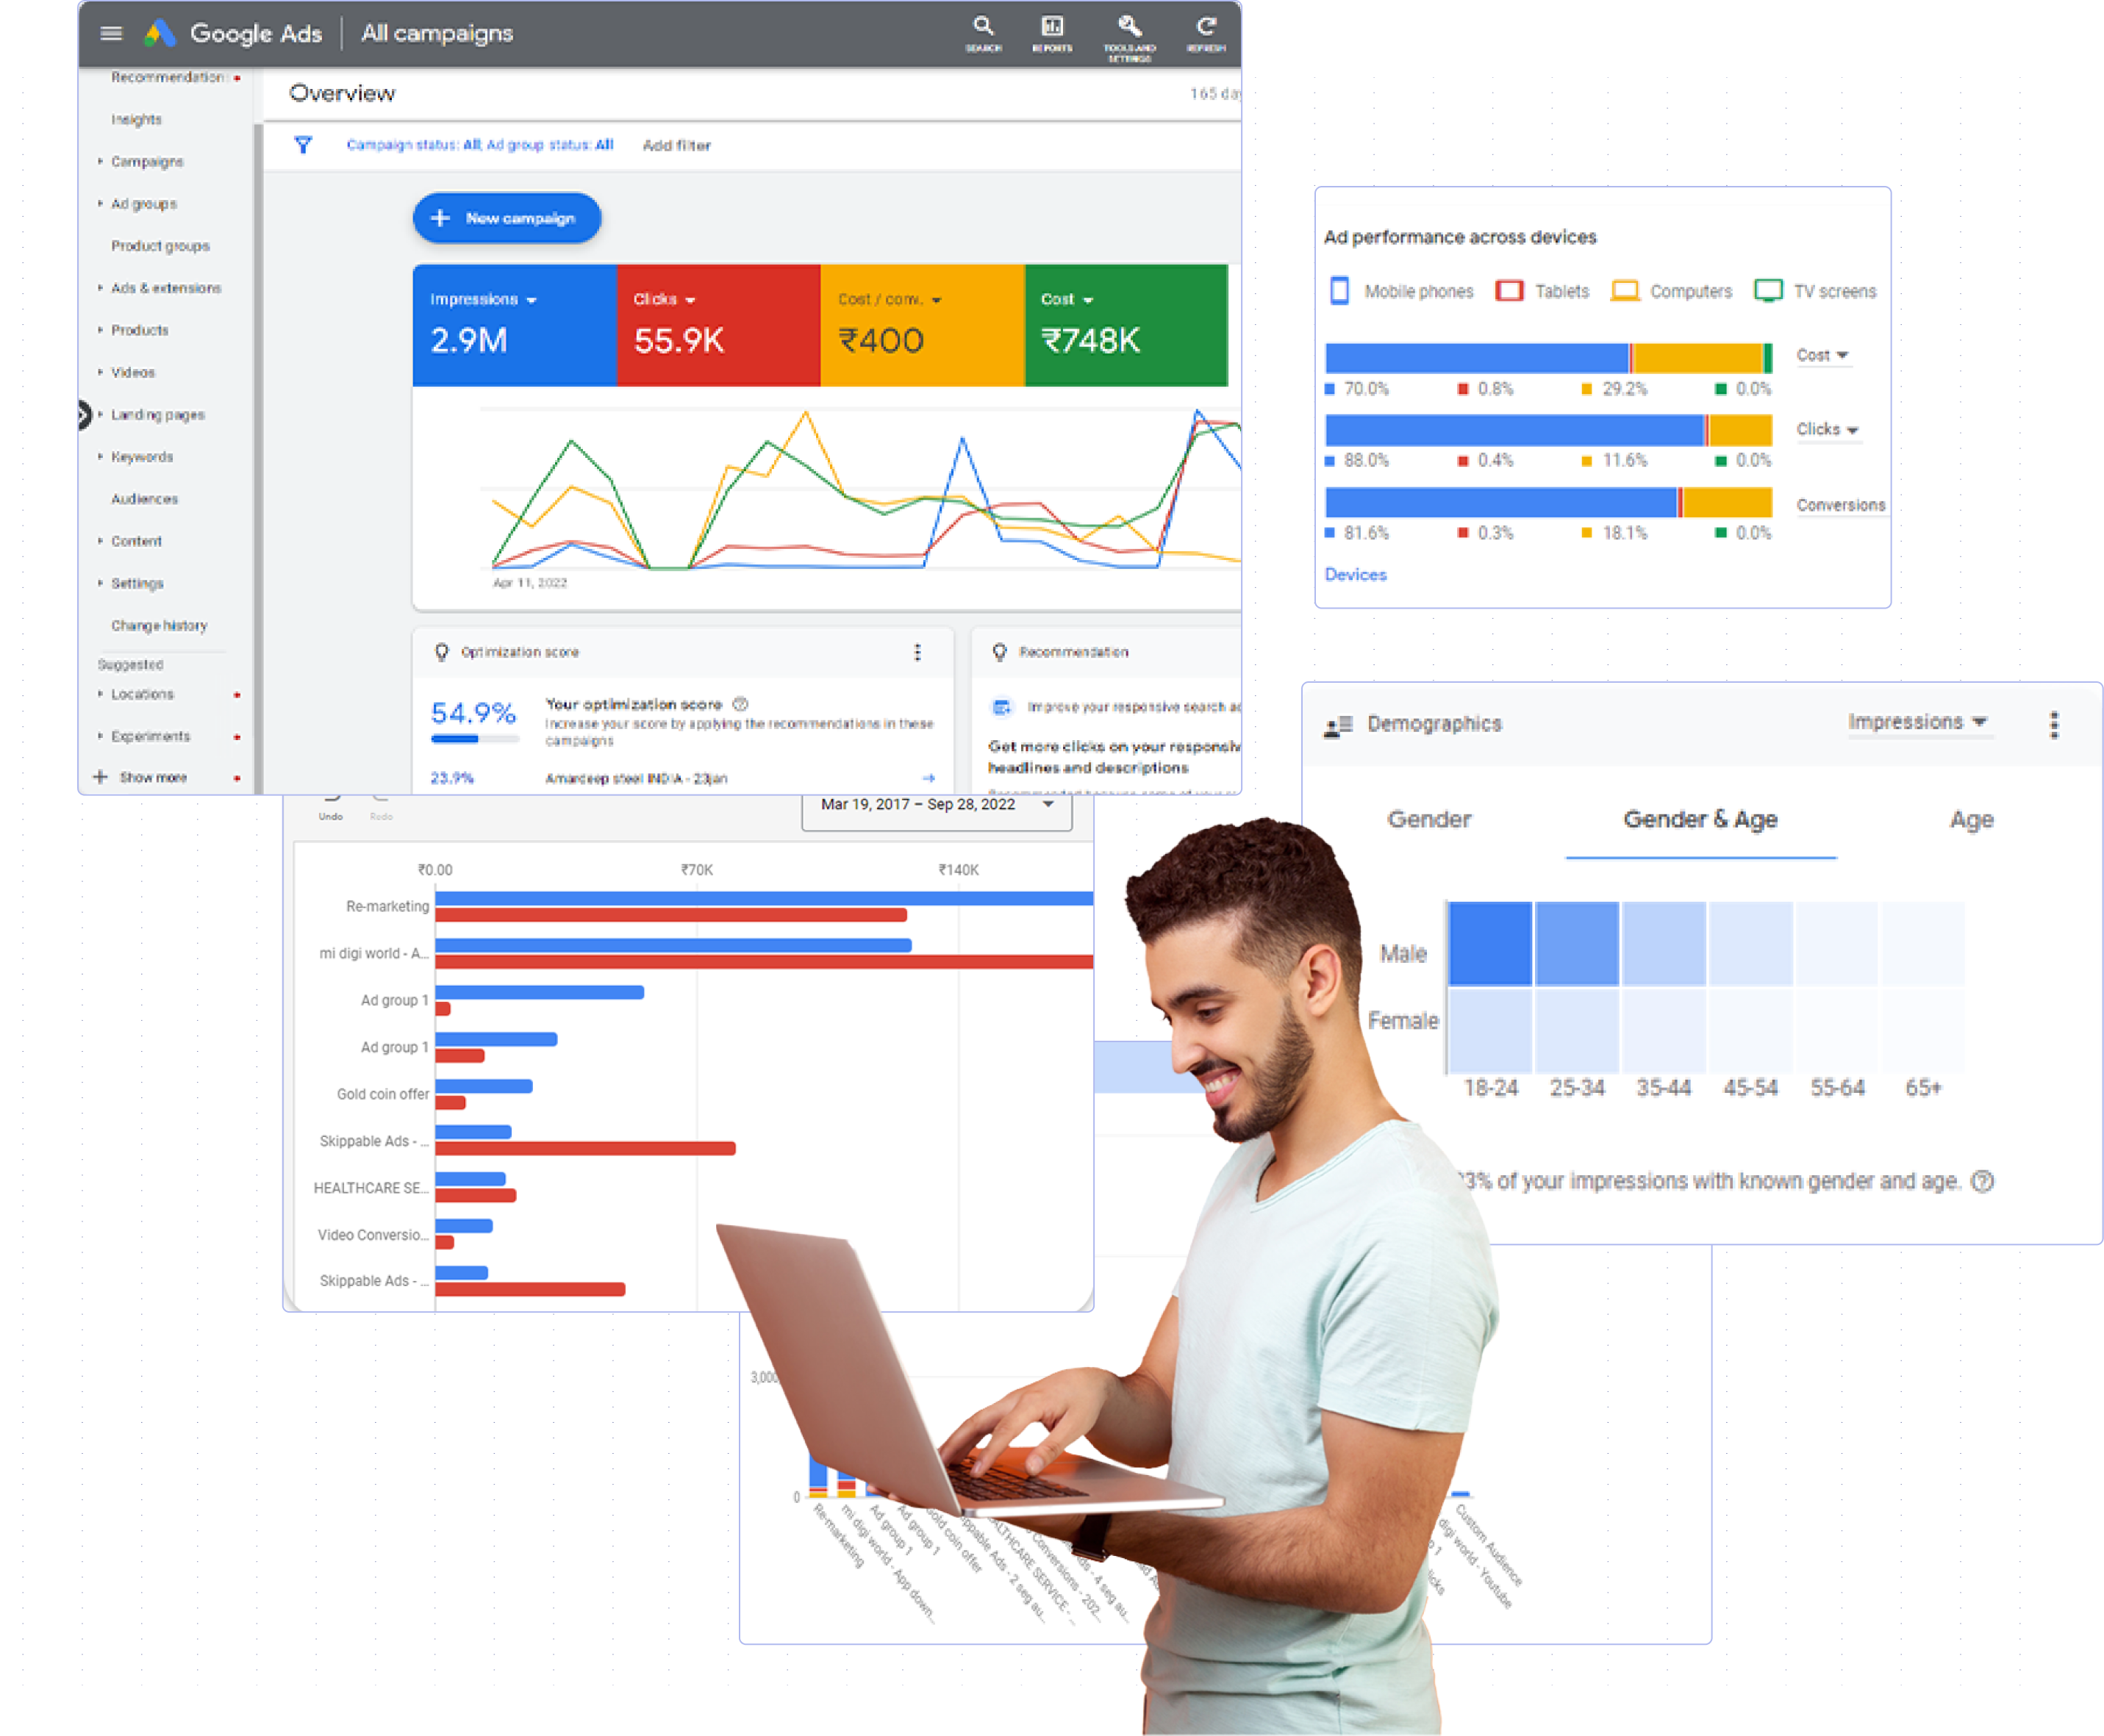 Google Ads | All campaigns
SEARCH
REPORTS
TOOLS AND SETTINGS
REFRESH
Recommendation
Insights
Campaigns
Ad groups
Product groups
Ads & extensions
Products
Videos
Landing pages
Keywords
Audiences
Content
Settings
Change history
Suggested
Locations
Experiments
+ Show more
Overview
165 day
Campaign status: All; Ad group status: All Add filter
+ New campaign
Impressions
2.9M
Clicks
55.9K
Cost / conv.
₹400
Cost
₹748K
Apr 11, 2022
Optimization score
54.9%
Your optimization score
Increase your score by applying the recommendations in these
campaigns
23.9% Amardeep steel INDIA - 23jan
Recommendation
Improve your responsive search ad
Get more clicks on your responsiv
headlines and descriptions
Ad performance across devices
Mobile phones Tablets Computers TV screens
Cost
70.0% 0.8% 29.2% 0.0%
Clicks
88.0% 0.4% 11.6% 0.0%
Conversions
81.6% 0.3% 18.1% 0.0%
Devices
Demographics Impressions
Gender Gender & Age Age
Male
Female
18-24 25-34 35-44 45-54 55-64 65+
3% of your impressions with known gender and age.
Undo Redo
Mar 19, 2017 – Sep 28, 2022
₹0.00 ₹70K ₹140K
Re-marketing
mi digi world - A...
Ad group 1
Ad group 1
Gold coin offer
Skippable Ads - ...
HEALTHCARE SE...
Video Conversio...
Skippable Ads - ...
3,000
0
Re-marketing
mi digi world - App down...
Ad group 1
Ad group 1
Gold coin offer
ippable Ads - 2 seg au...
ALTHCARE SERVICE - ...
Conversions - 202...
ds - 4 seg au...
digi world - Youtube
Custom Audience